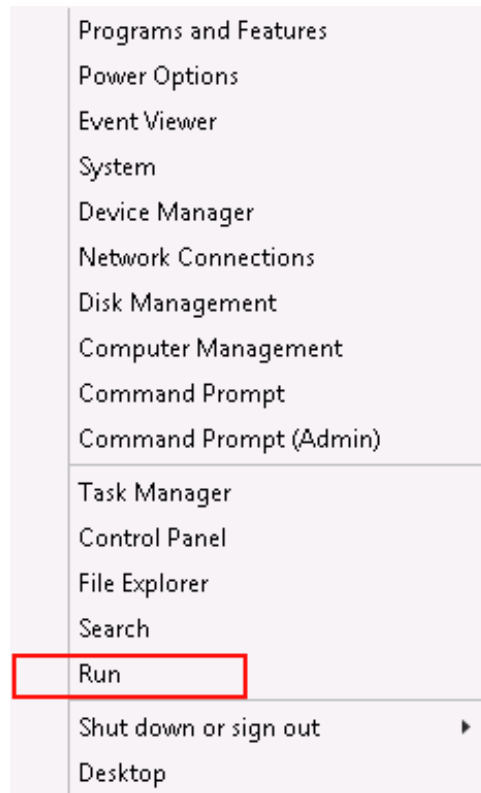 Programs and Features
Power Options
Event Viewer
System
Device Manager
Network Connections
Disk Management
Computer Management
Command Prompt
Command Prompt (Admin)
Task Manager
Control Panel
File Explorer
Search
Run
Shut down or sign out
Desktop